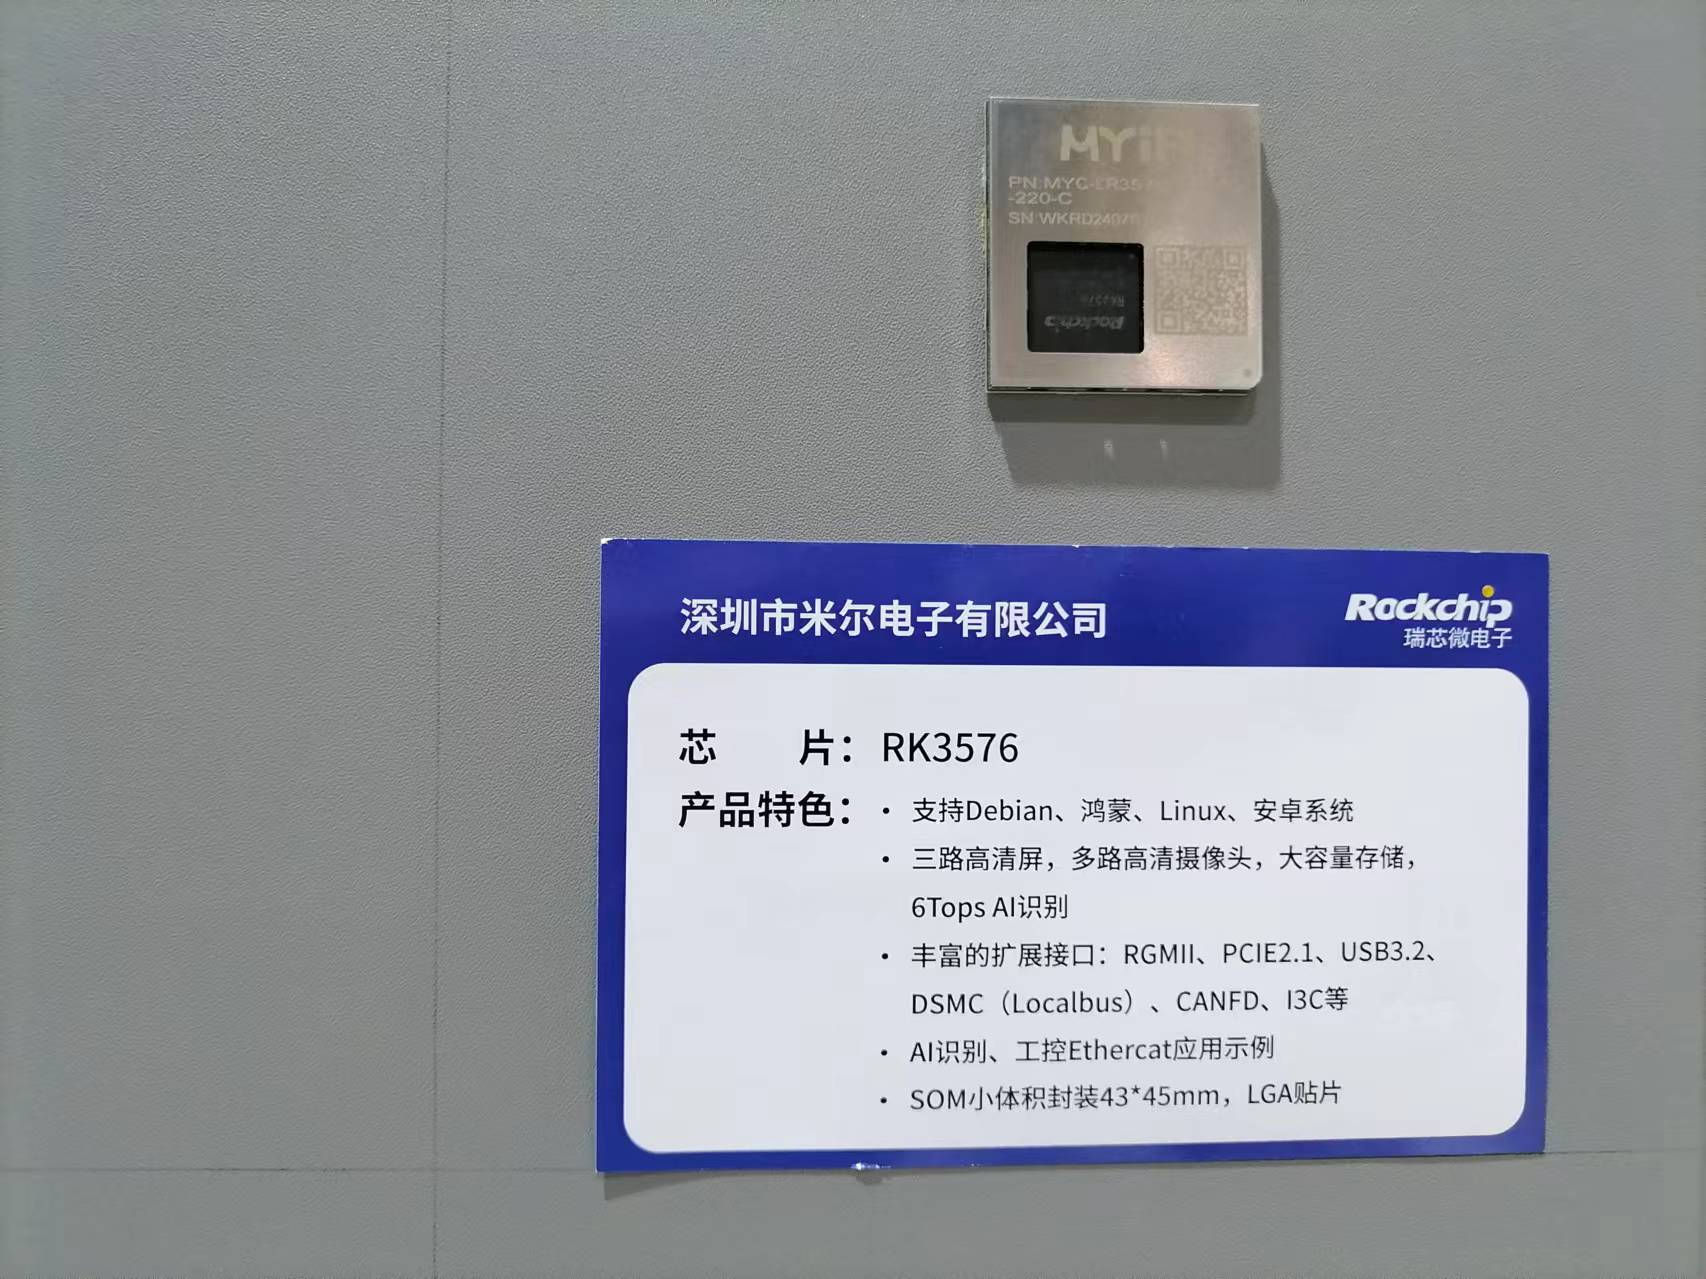 MYiR
PN:MYC-LR3576
-220-C
SN:WKRD2407
RK3576
Rockchip
深圳市米尔电子有限公司
Rockchip
瑞芯微电子
芯片：RK3576
产品特色：• 支持Debian、鸿蒙、Linux、安卓系统
• 三路高清屏，多路高清摄像头，大容量存储，
6Tops AI识别
• 丰富的扩展接口：RGMII、PCIE2.1、USB3.2、
DSMC（Localbus）、CANFD、I3C等
• AI识别、工控Ethercat应用示例
• SOM小体积封装43*45mm，LGA贴片